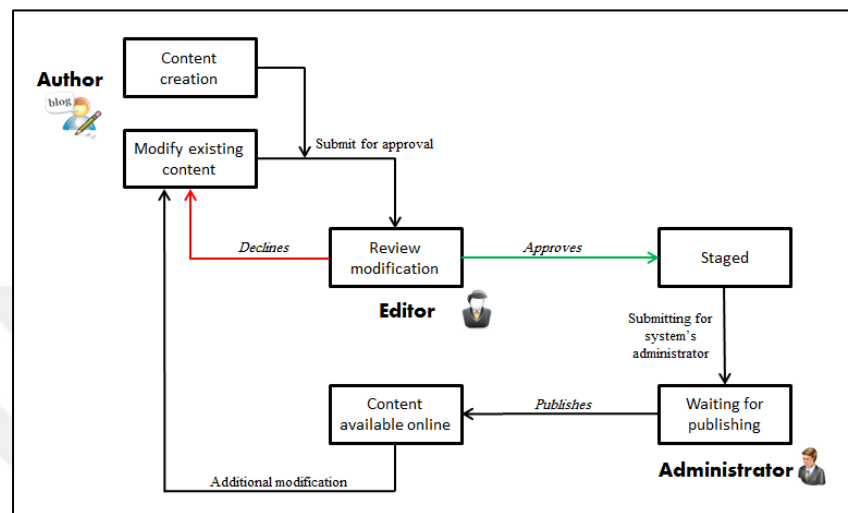 Content
creation
Author
blog
Modify existing
content
Submit for approval
Declines
Review
modification
Approves
Staged
Editor
Submitting for
system's
administrator
Content
available online
Publishes
Waiting for
publishing
Administrator
Additional modification